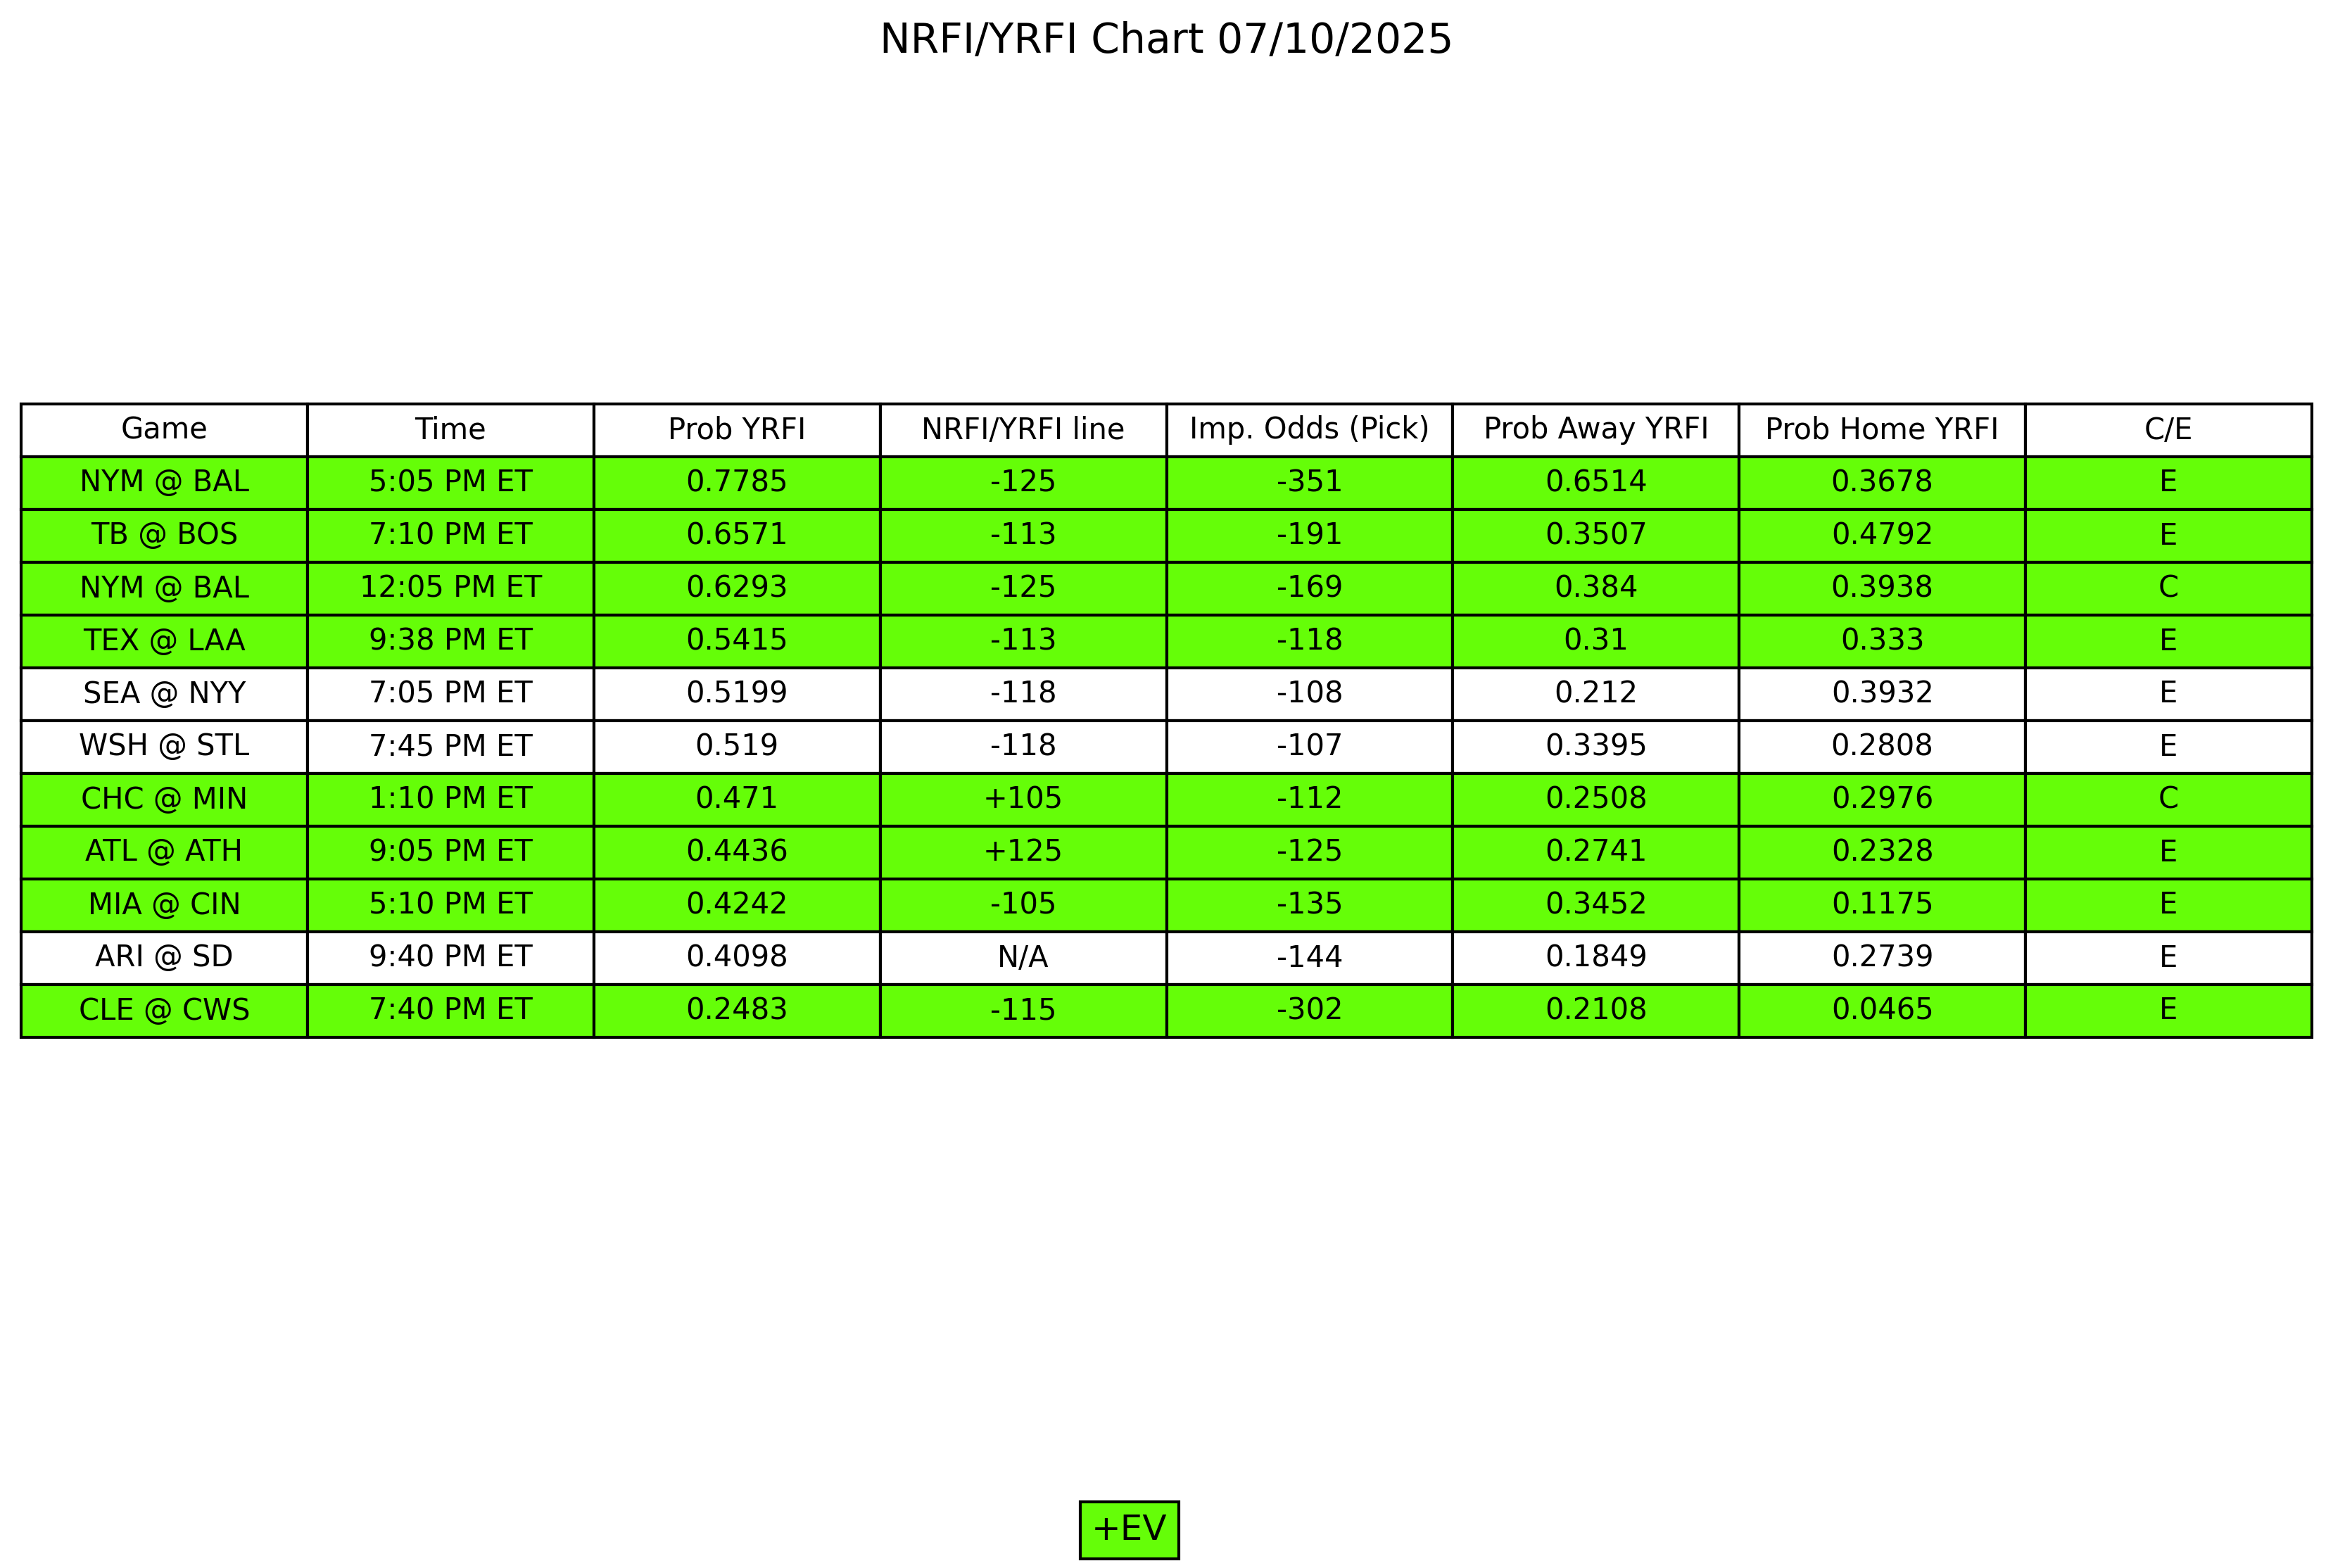 NRFI/YRFI Chart 07/10/2025
Game Time Prob YRFI NRFI/YRFI line Imp. Odds (Pick) Prob Away YRFI Prob Home YRFI C/E
NYM @ BAL 5:05 PM ET 0.7785 -125 -351 0.6514 0.3678 E
TB @ BOS 7:10 PM ET 0.6571 -113 -191 0.3507 0.4792 E
NYM @ BAL 12:05 PM ET 0.6293 -125 -169 0.384 0.3938 C
TEX @ LAA 9:38 PM ET 0.5415 -113 -118 0.31 0.333 E
SEA @ NYY 7:05 PM ET 0.5199 -118 -108 0.212 0.3932 E
WSH @ STL 7:45 PM ET 0.519 -118 -107 0.3395 0.2808 E
CHC @ MIN 1:10 PM ET 0.471 +105 -112 0.2508 0.2976 C
ATL @ ATH 9:05 PM ET 0.4436 +125 -125 0.2741 0.2328 E
MIA @ CIN 5:10 PM ET 0.4242 -105 -135 0.3452 0.1175 E
ARI @ SD 9:40 PM ET 0.4098 N/A -144 0.1849 0.2739 E
CLE @ CWS 7:40 PM ET 0.2483 -115 -302 0.2108 0.0465 E
+EV